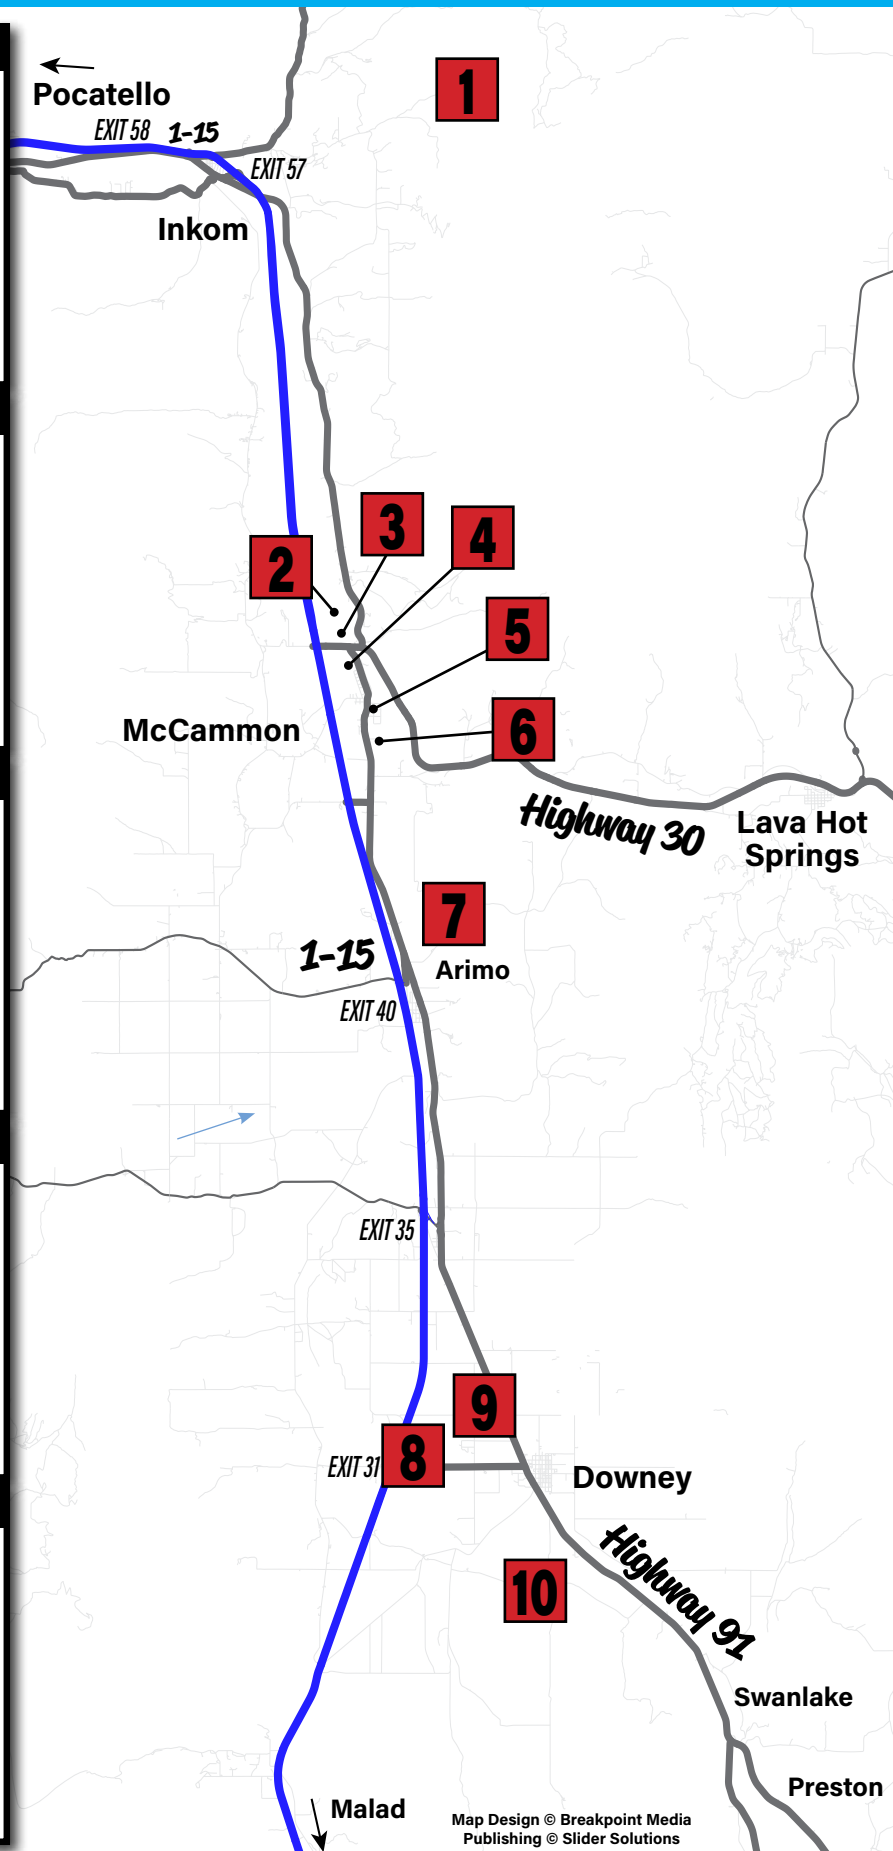 1
Pocatello
EXIT 58
1-15
EXIT 57
Inkom
3
4
2
5
6
McCammon
Highway 30
Lava Hot
Springs
7
1-15
Arimo
EXIT 40
EXIT 35
9
8
EXIT 31
Downey
Highway 91
10
Swanlake
Preston
Malad
Map Design © Breakpoint Media
Publishing © Slider Solutions